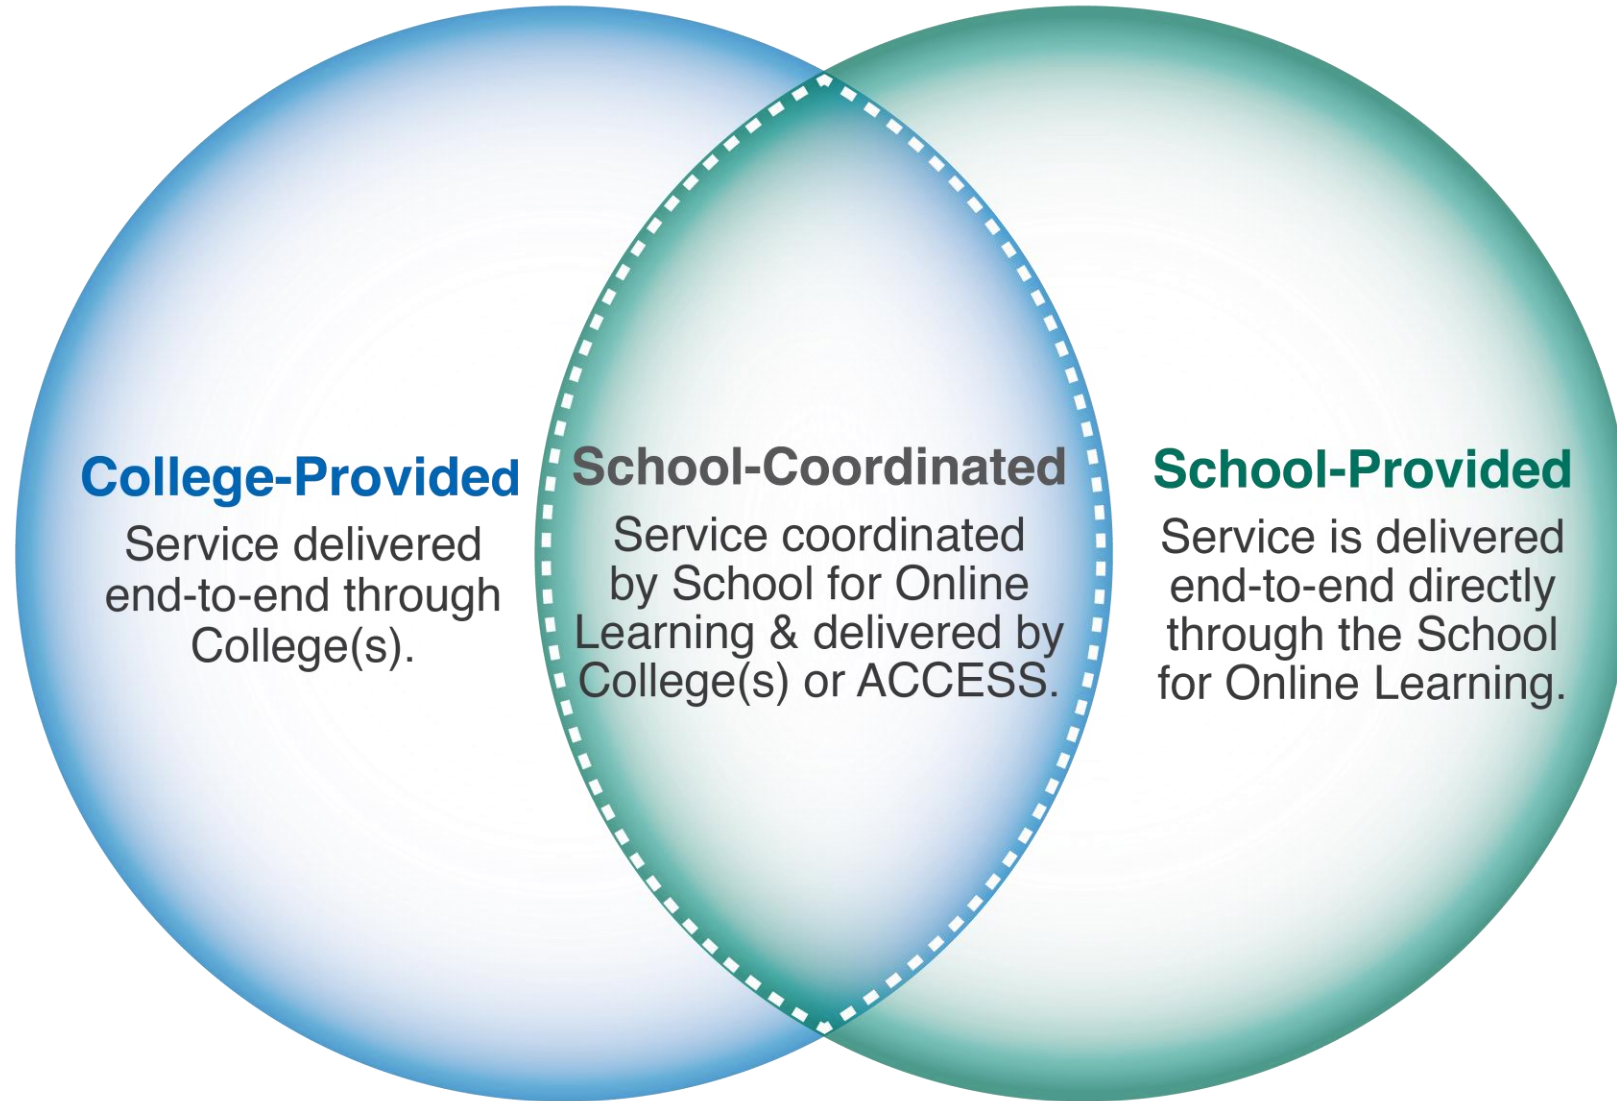 College-Provided
Service delivered
end-to-end through
College(s).
School-Coordinated
Service coordinated
by School for Online
Learning & delivered by
College(s) or ACCESS.
School-Provided
Service is delivered
end-to-end directly
through the School
for Online Learning.